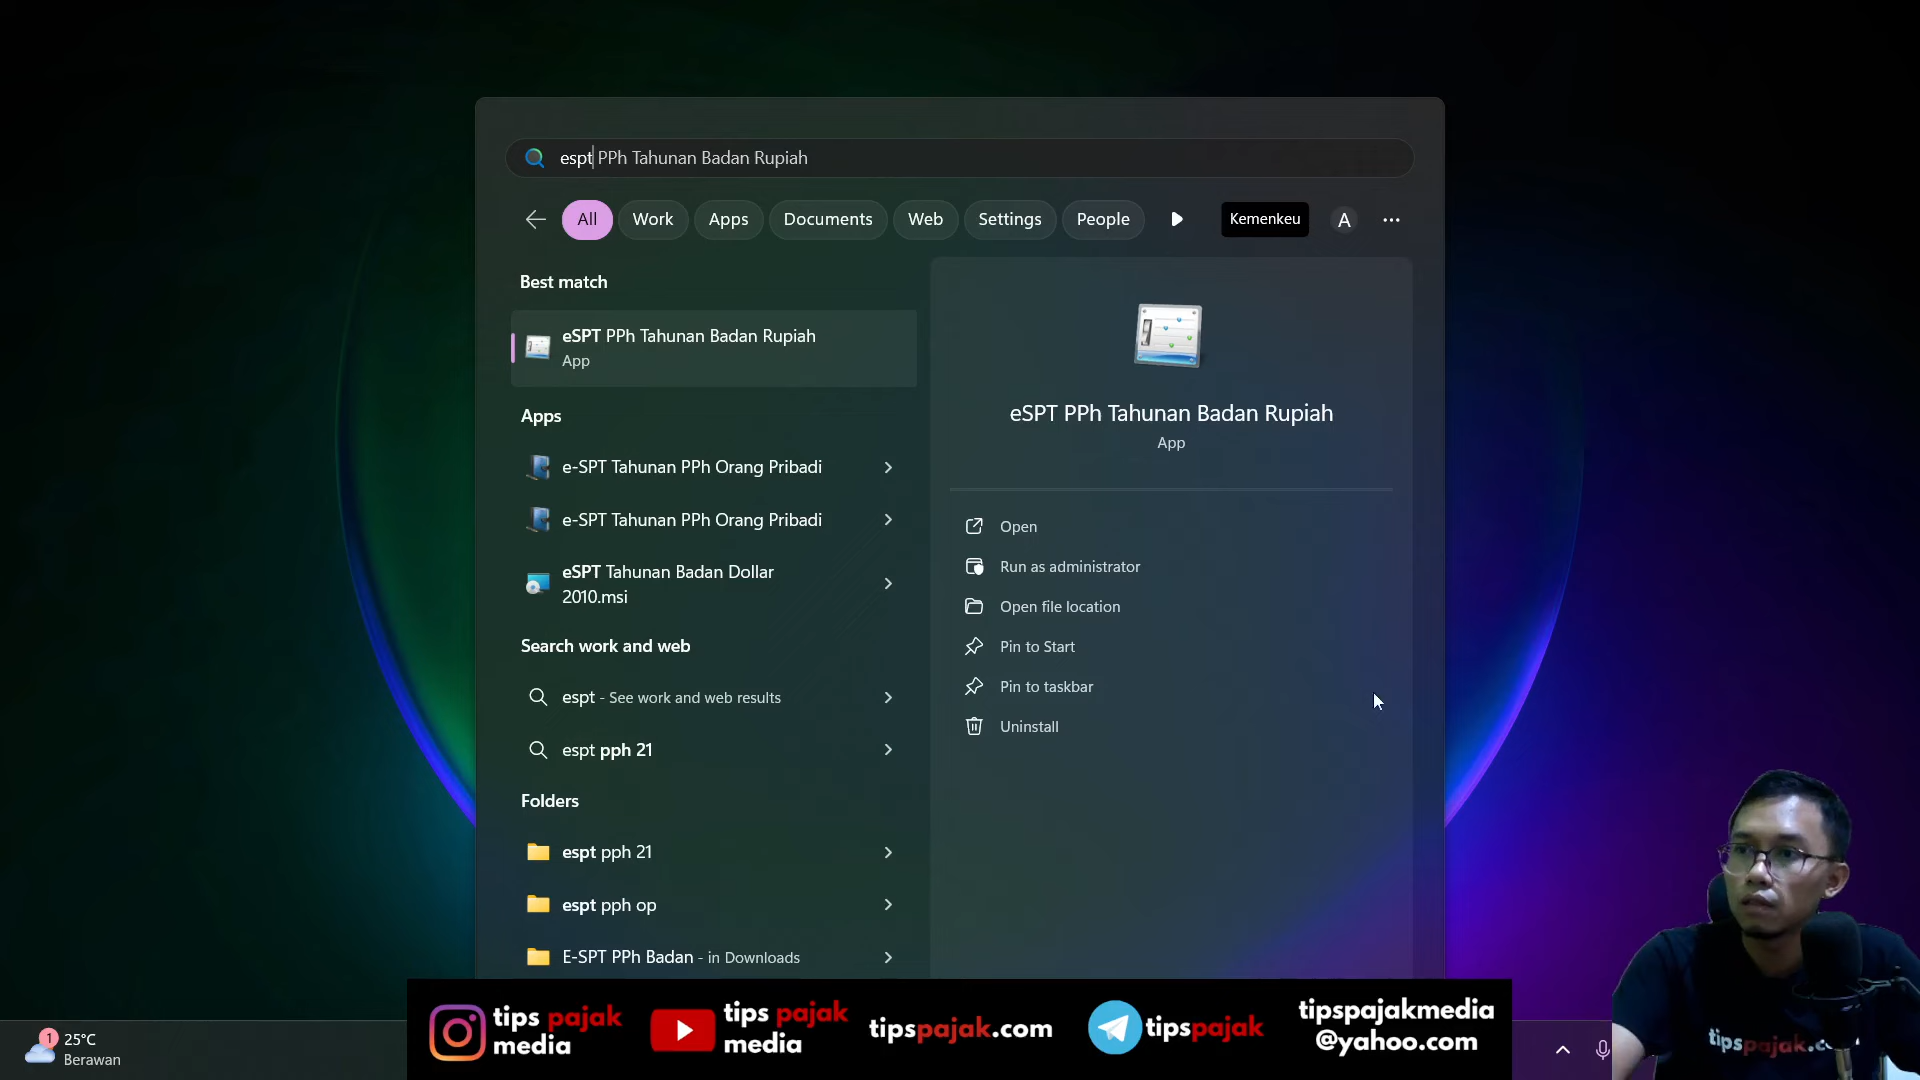 espt PPh Tahunan Badan Rupiah
All
Work
Apps
Documents
Web
Settings
People
Kemenkeu
A
Best match
eSPT PPh Tahunan Badan Rupiah
App
Apps
e-SPT Tahunan PPh Orang Pribadi
e-SPT Tahunan PPh Orang Pribadi
eSPT Tahunan Badan Dollar
2010.msi
Search work and web
espt - See work and web results
espt pph 21
Folders
espt pph 21
espt pph op
E-SPT PPh Badan - in Downloads
eSPT PPh Tahunan Badan Rupiah
App
Open
Run as administrator
Open file location
Pin to Start
Pin to taskbar
Uninstall
1
25°C
Berawan
tips pajak
media
tips pajak
media
tipspajak.com
tipspajak
tipspajakmedia
@yahoo.com
tipspajak.c